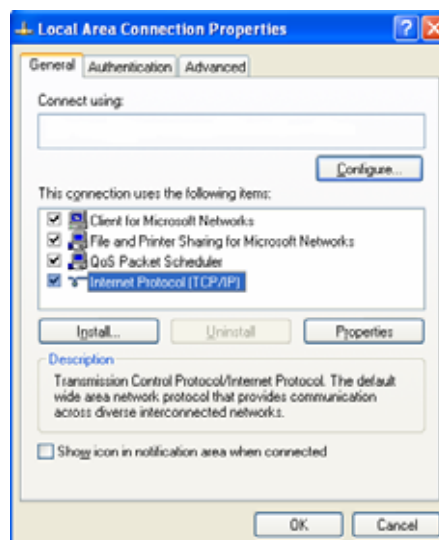 Local Area Connection Properties
General Authentication Advanced
Connect using:
Configure...
This connection uses the following items:
Client for Microsoft Networks
File and Printer Sharing for Microsoft Networks
QoS Packet Scheduler
Internet Protocol (TCP/IP)
Install... Uninstall Properties
Description
Transmission Control Protocol/Internet Protocol. The default
wide area network protocol that provides communication
across diverse interconnected networks.
Show icon in notification area when connected
OK Cancel